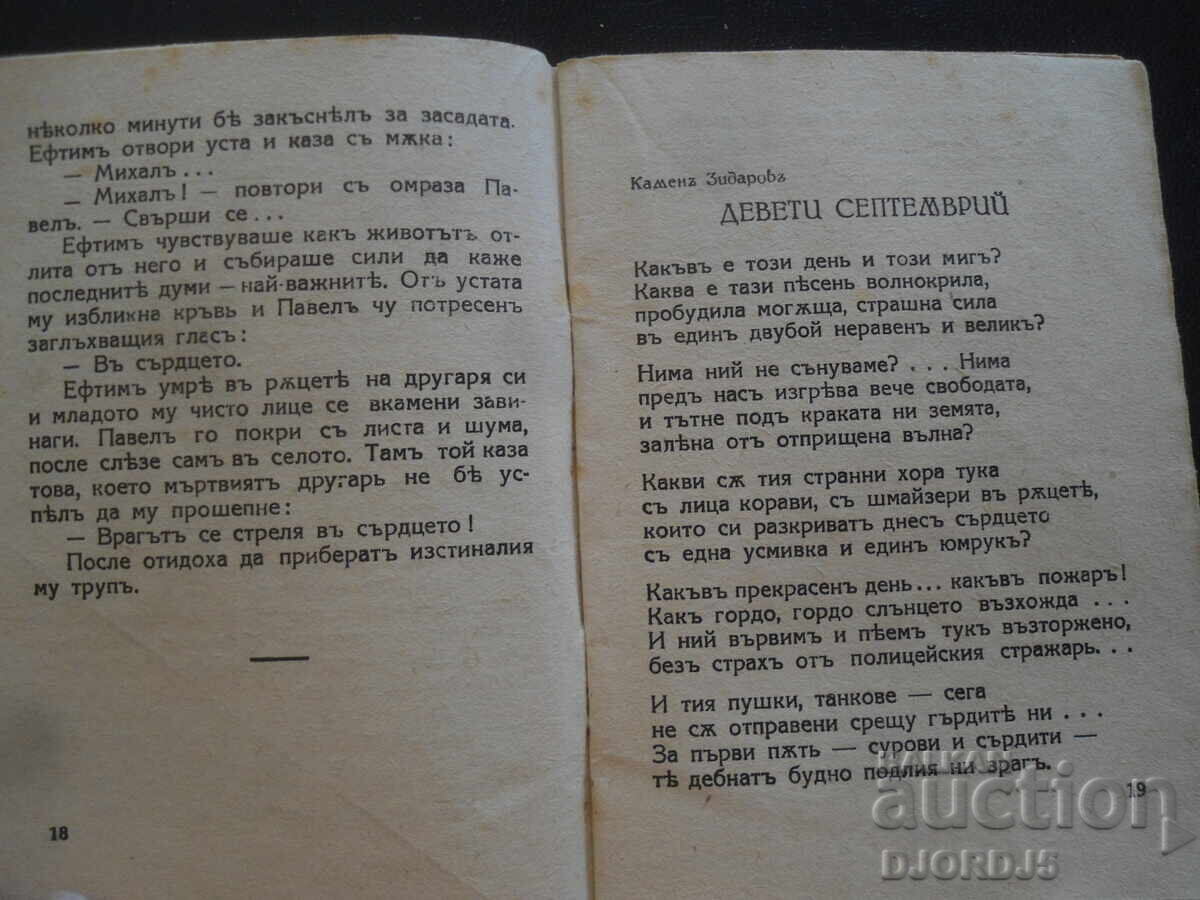 нѣколко минути бѣ закъснѣлъ за засадата.
Ефтимъ отвори уста и каза съ мѫка:
— Михалъ...
— Михалъ! — повтори съ омраза Па-
велъ. — Свърши се...
Ефтимъ чувствуваше какъ животътъ от-
лита отъ него и събираше сили да каже
последнитѣ думи — най-важнитѣ. Отъ устата
му избликна кръвь и Павелъ чу потресенъ
заглъхващия гласъ:
— Въ сърдцето.
Ефтимъ умрѣ въ рѫцетѣ на другаря си
и младото му чисто лице се вкамени зави-
наги. Павелъ го покри съ листа и шума,
после слѣзе самъ въ селото. Тамъ той каза
това, което мъртвиятъ другарь не бѣ ус-
пѣлъ да му прошепне:
— Врагътъ се стреля въ сърдцето!
После отидоха да прибератъ изстиналия
му трупъ.
18
Каменъ Зидаровъ
ДЕВЕТИ СЕПТЕМВРИЙ
Какъвъ е този день и този мигъ?
Каква е тази пѣсень волнокрила,
пробудила могѫща, страшна сила
въ единъ двубой неравенъ и великъ?
Нима ний не сънуваме? ... Нима
предъ насъ изгрѣва вече свободата,
и тътне подъ краката ни земята,
залѣна отъ отприщена вълна?
Какви сѫ тия странни хора тука
съ лица корави, съ шмайзери въ рѫцетѣ,
които си разкриватъ днесъ сърдцето
съ една усмивка и единъ юмрукъ?
Какъвъ прекрасенъ день... какъвъ пожаръ!
Какъ гордо, гордо слънцето възхожда ...
И ний вървимъ и пѣемъ тукъ възторжено,
безъ страхъ отъ полицейския стражарь...
И тия пушки, танкове — сега
не сѫ отправени срещу гърдитѣ ни ...
За първи пѫть — сурови и сърдити —
тѣ дебнатъ будно подлия ни врагъ.
19
BALKAN
auction
DJORDJ5